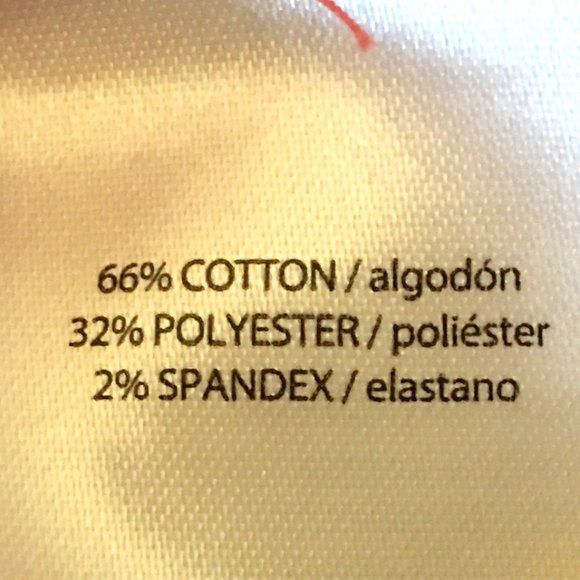 66% COTTON / algodón
32% POLYESTER / poliéster
2% SPANDEX / elastano